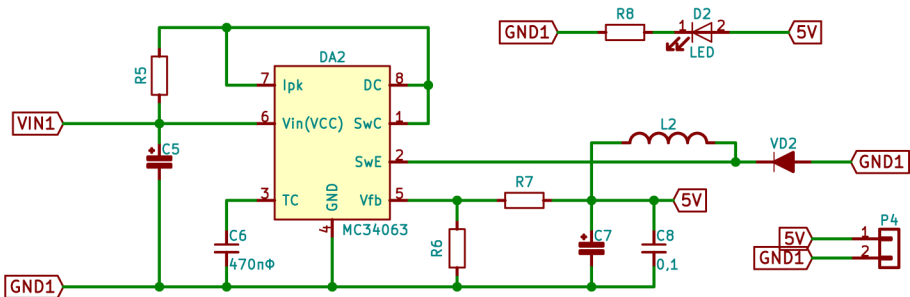 R8
D2
GND1
1
2
5V
LED
DA2
R5
7
Ipk
DC
8
VIN1
6
Vin(VCC)
SwC
1
L2
C5
SwE
2
VD2
GND1
R7
3
TC
GND
Vfb
5
5V
4
MC34063
P4
C6
R6
C7
C8
5V
1
470nФ
0,1
GND1
2
GND1